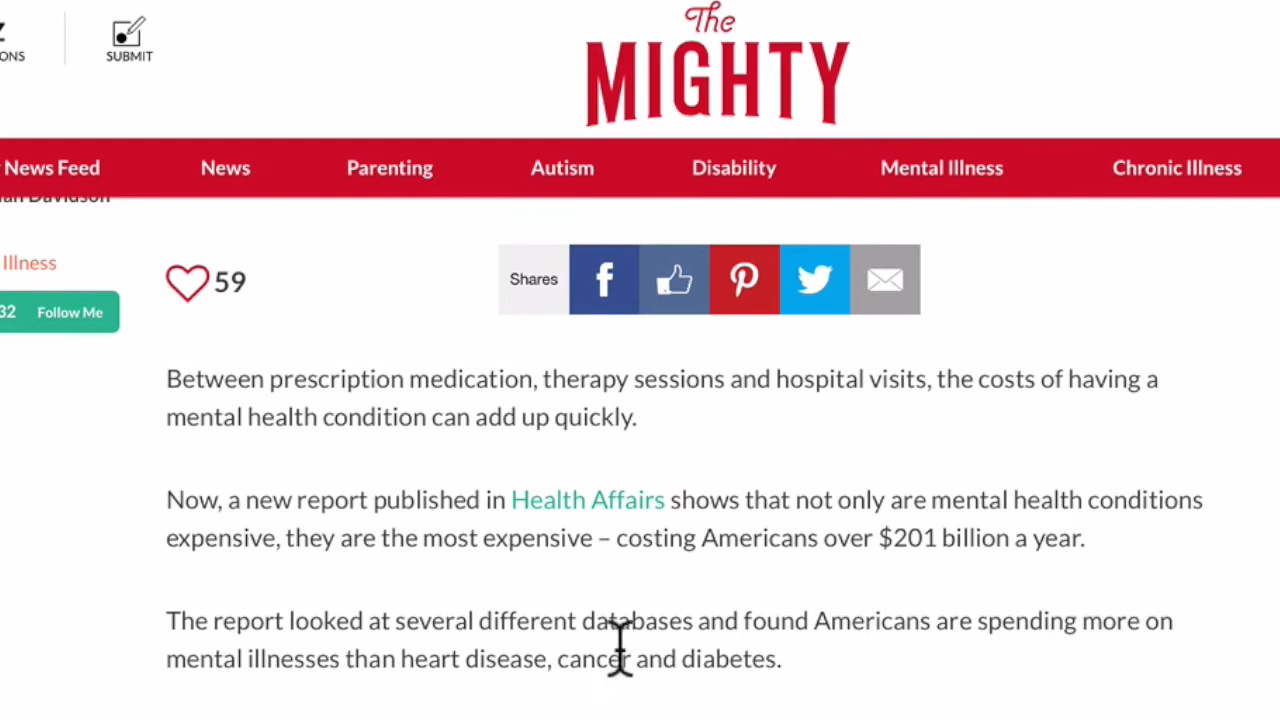 The
MIGHTY
ONS
SUBMIT
News Feed
News
Parenting
Autism
Disability
Mental Illness
Chronic Illness
Davidson
Illness
32
Follow Me
59
Shares
Between prescription medication, therapy sessions and hospital visits, the costs of having a
mental health condition can add up quickly.
Now, a new report published in Health Affairs shows that not only are mental health conditions
expensive, they are the most expensive – costing Americans over $201 billion a year.
The report looked at several different databases and found Americans are spending more on
mental illnesses than heart disease, cancer and diabetes.